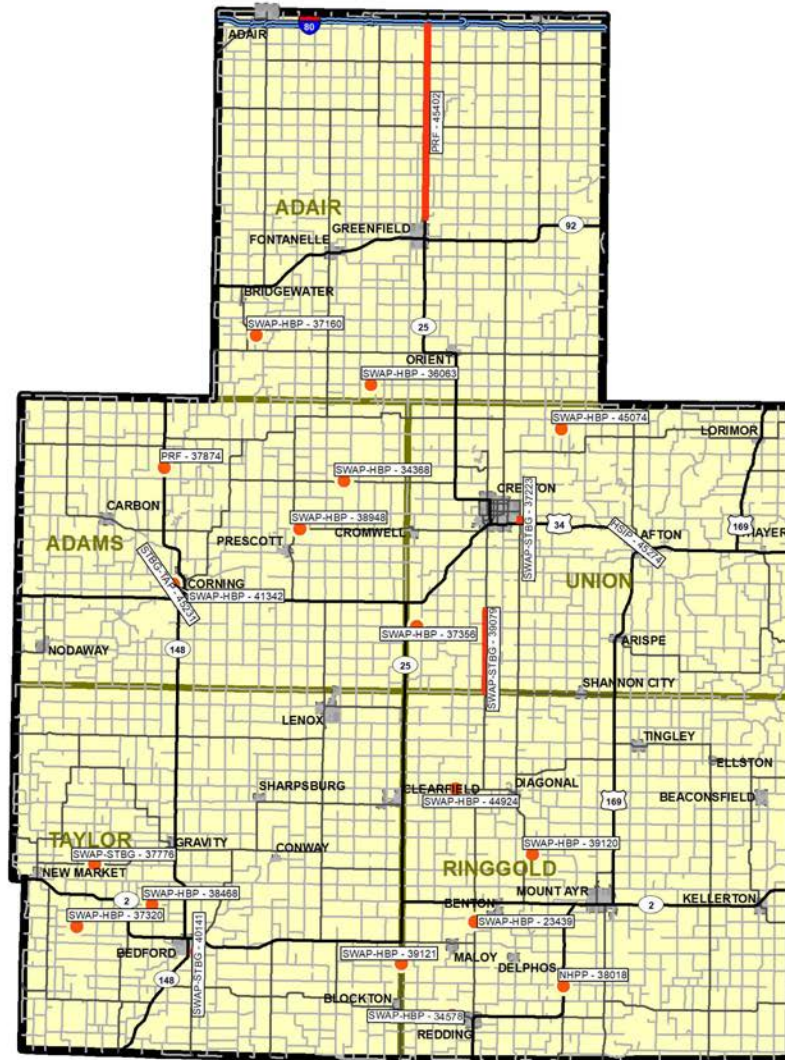 ADAIR
80
PRF - 45402
ADAIR
GREENFIELD
FONTANELLE
92
BRIDGEWATER
25
SWAP-HBP - 37160
ORIENT
SWAP-HBP - 36063
SWAP-HBP - 45074
LORIMOR
PRF - 37874
SWAP-HBP - 34368
CRESTON
CARBON
SWAP-HBP - 38948
SWAP-STBG - 37223
34
HSIP - 45274
169
ADAMS
PRESCOTT
CROMWELL
AFTON
THAYER
STBG-TAP - 45231
CORNING
SWAP-HBP - 41342
UNION
SWAP-HBP - 37356
SWAP-STBG - 39079
ARISPE
NODAWAY
148
25
SHANNON CITY
LENOX
TINGLEY
ELLSTON
SHARPSBURG
CLEARFIELD
DIAGONAL
SWAP-HBP - 44924
169
BEACONSFIELD
TAYLOR
GRAVITY
SWAP-STBG - 37776
CONWAY
SWAP-HBP - 39120
RINGGOLD
NEW MARKET
MOUNT AYR
2
SWAP-HBP - 38468
BENTON
2
KELLERTON
SWAP-HBP - 37320
SWAP-HBP - 23439
BEDFORD
SWAP-STBG - 40141
MALOY
SWAP-HBP - 39121
DELPHOS
148
NHPP - 38018
BLOCKTON
SWAP-HBP - 34578
REDDING